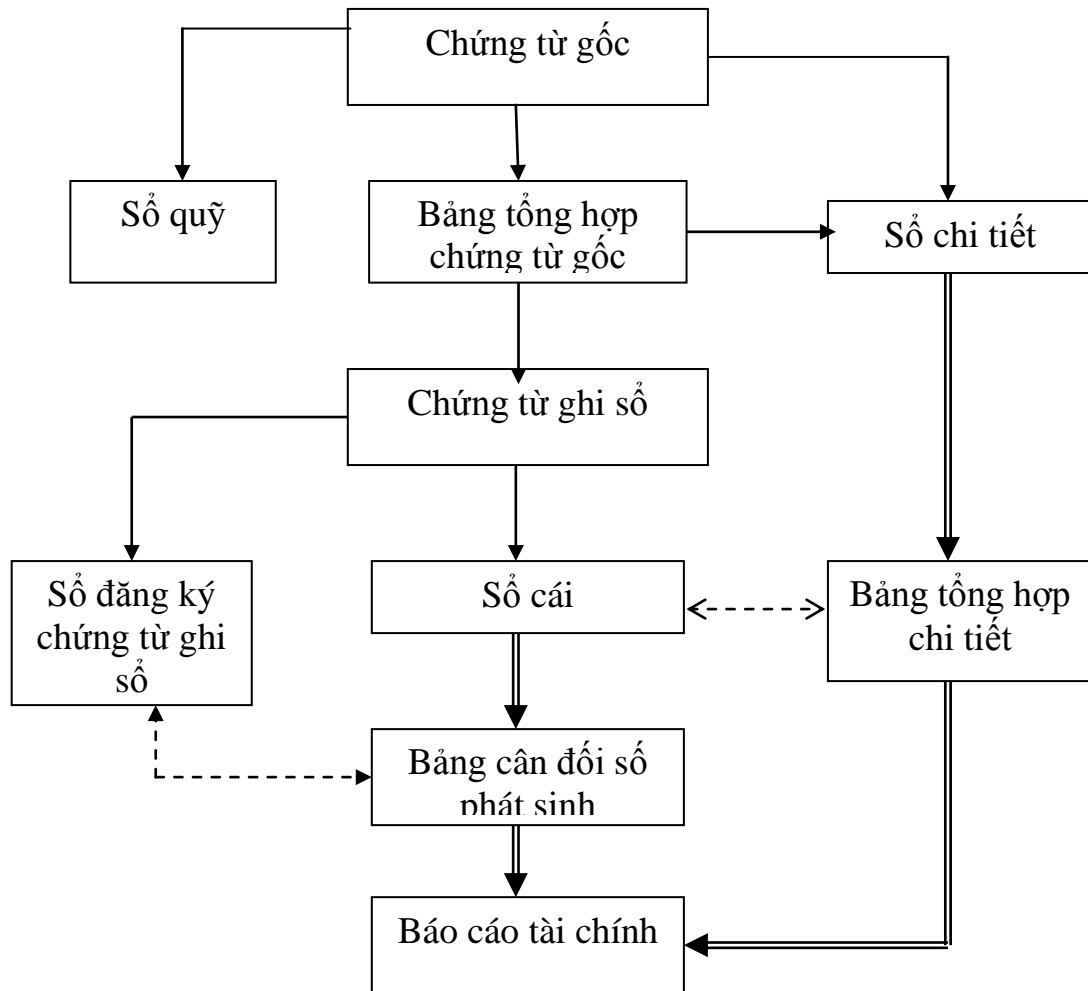 Chứng từ gốc
Sổ quỹ
Bảng tổng hợp
chứng từ gốc
Sổ chi tiết
Chứng từ ghi sổ
Sổ đăng ký
chứng từ ghi
sổ
Sổ cái
Bảng tổng hợp
chi tiết
Bảng cân đối số
phát sinh
Báo cáo tài chính